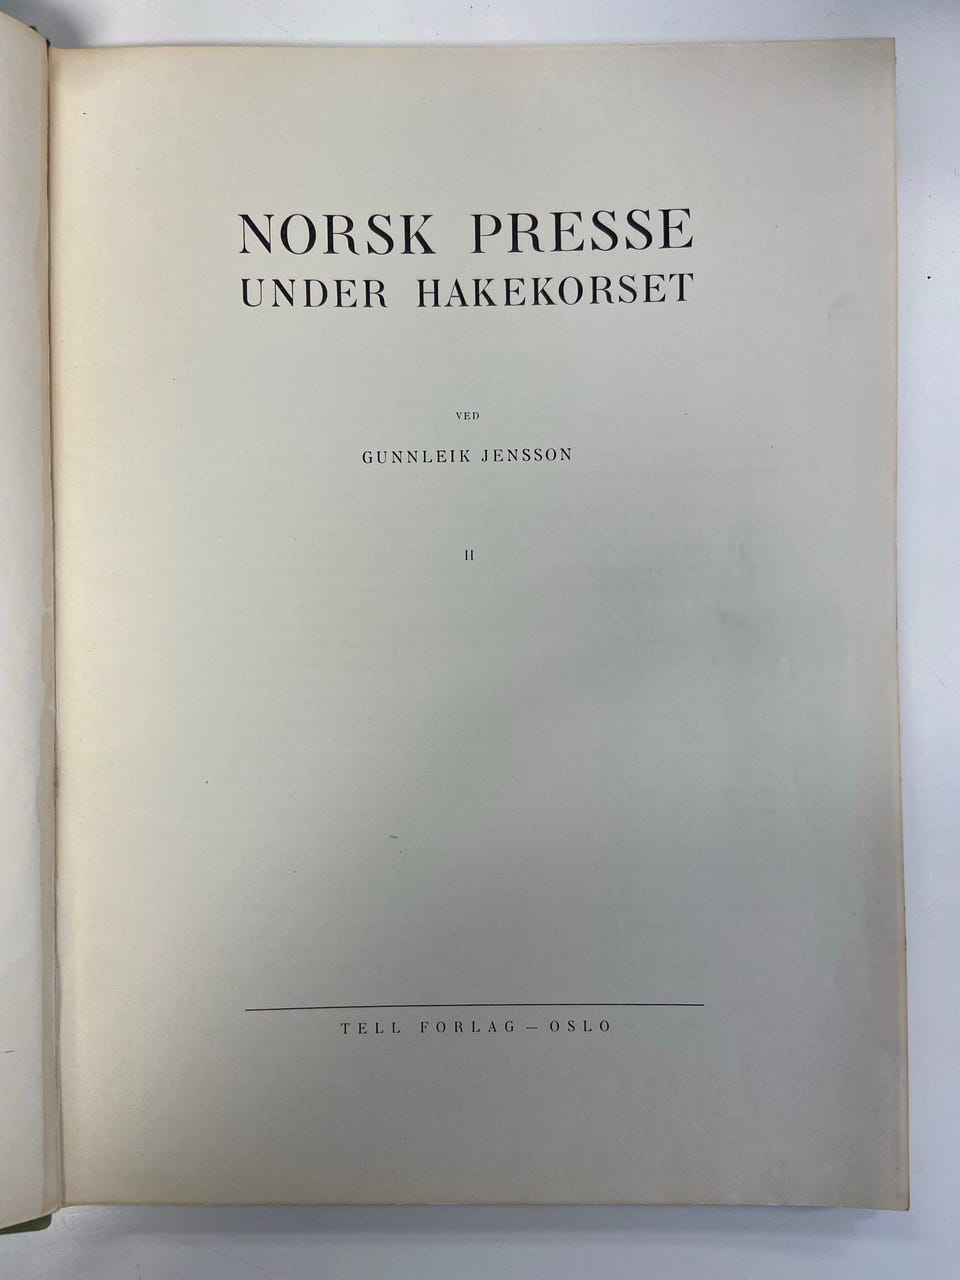 NORSK PRESSE
UNDER HAKEKORSET
VED
GUNNLEIK JENSSON
II
TELL FORLAG – OSLO